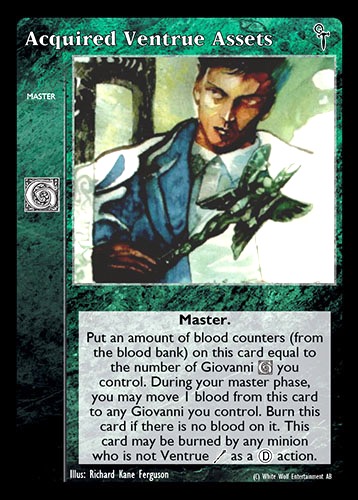 Acquired Ventrue Assets
MASTER
Master.
Put an amount of blood counters (from
the blood bank) on this card equal to
the number of Giovanni you
control. During your master phase,
you may move 1 blood from this card
to any Giovanni you control. Burn this
card if there is no blood on it. This
card may be burned by any minion
who is not Ventrue as a Ⓓ action.
Illus: Richard Kane Ferguson
(C) White Wolf Entertainment AB